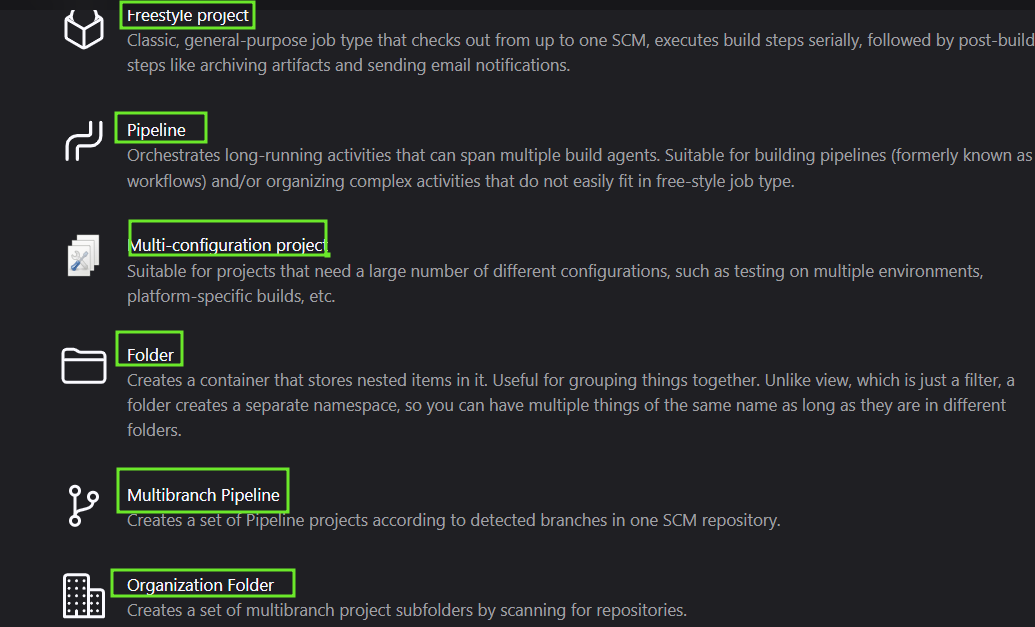 Freestyle project
Classic, general-purpose job type that checks out from up to one SCM, executes build steps serially, followed by post-build
steps like archiving artifacts and sending email notifications.
Pipeline
Orchestrates long-running activities that can span multiple build agents. Suitable for building pipelines (formerly known as
workflows) and/or organizing complex activities that do not easily fit in free-style job type.
Multi-configuration project
Suitable for projects that need a large number of different configurations, such as testing on multiple environments,
platform-specific builds, etc.
Folder
Creates a container that stores nested items in it. Useful for grouping things together. Unlike view, which is just a filter, a
folder creates a separate namespace, so you can have multiple things of the same name as long as they are in different
folders.
Multibranch Pipeline
Creates a set of Pipeline projects according to detected branches in one SCM repository.
Organization Folder
Creates a set of multibranch project subfolders by scanning for repositories.